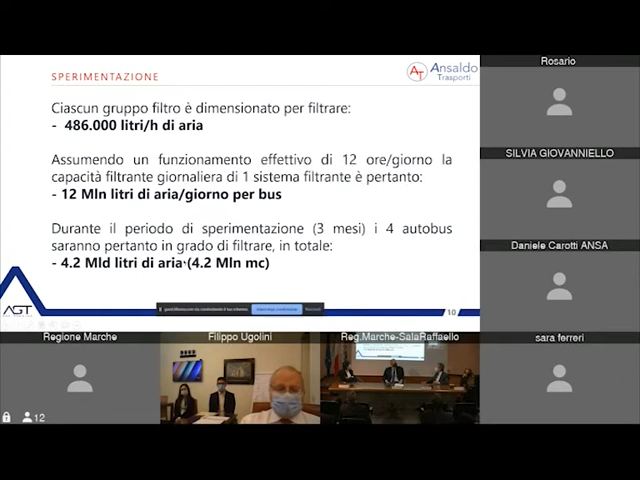 SPERIMENTAZIONE
AT Ansaldo
Trasporti
Ciascun gruppo filtro è dimensionato per filtrare:
- 486.000 litri/h di aria
Assumendo un funzionamento effettivo di 12 ore/giorno la
capacità filtrante giornaliera di 1 sistema filtrante è pertanto:
- 12 Mln litri di aria/giorno per bus
Durante il periodo di sperimentazione (3 mesi) i 4 autobus
saranno pertanto in grado di filtrare, in totale:
- 4.2 Mld litri di aria (4.2 Mln mc)
AGT
10
Rosario
SILVIA GIOVANNIELLO
Daniele Carotti ANSA
Regione Marche
Filippo Ugolini
Reg.Marche-SalaRaffaello
sara ferreri
12